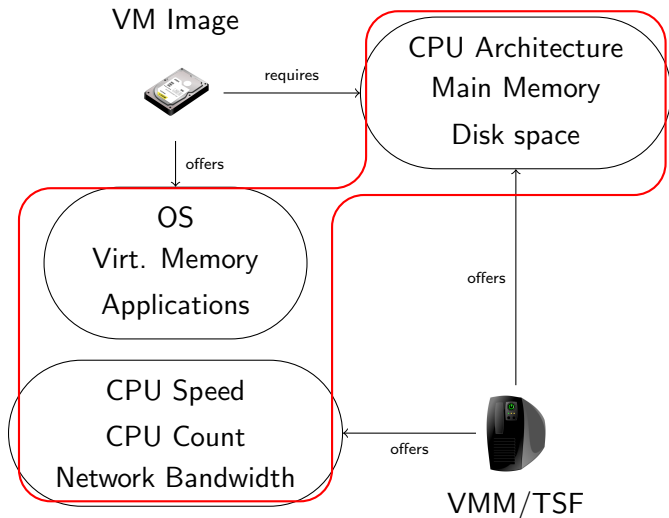 VM Image
CPU Architecture
Main Memory
Disk space
requires
offers
OS
Virt. Memory
Applications
offers
CPU Speed
CPU Count
Network Bandwidth
offers
VMM/TSF